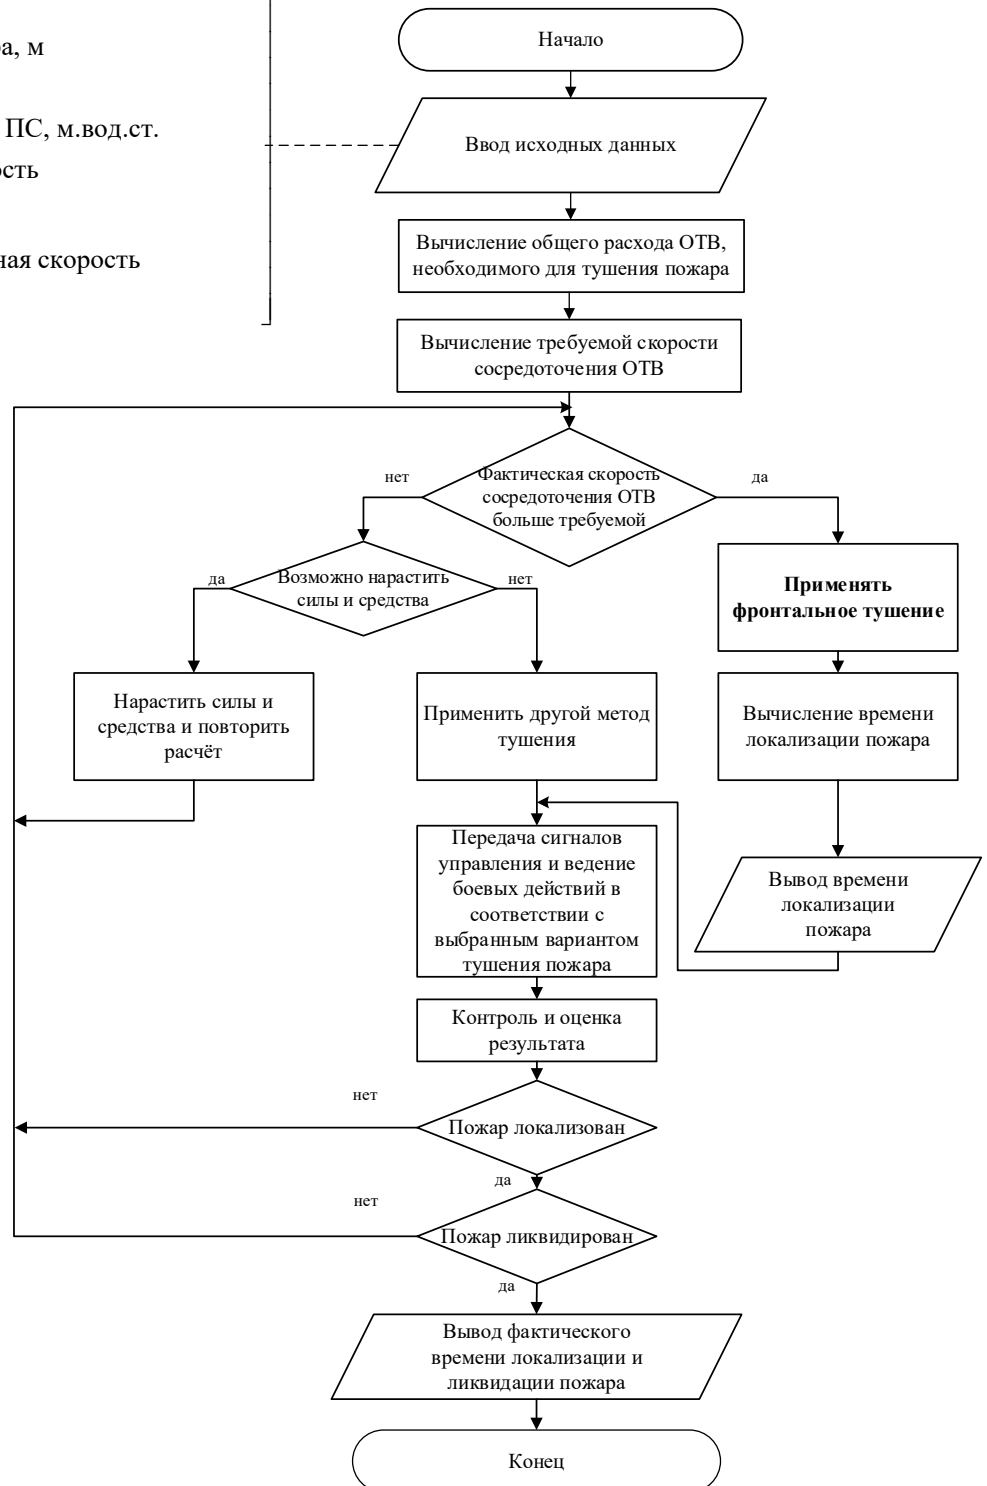 а, м
ПС, м.вод.ст.
ость
ная скорость
Начало
Ввод исходных данных
Вычисление общего расхода ОТВ,
необходимого для тушения пожара
Вычисление требуемой скорости
сосредоточения ОТВ
нет
Фактическая скорость
сосредоточения ОТВ
больше требуемой
да
да
Возможно нарастить
силы и средства
нет
Применять
фронтальное тушение
Нарастить силы и
средства и повторить
расчёт
Применить другой метод
тушения
Вычисление времени
локализации пожара
Передача сигналов
управления и ведение
боевых действий в
соответствии с
выбранным вариантом
тушения пожара
Вывод времени
локализации
пожара
Контроль и оценка
результата
нет
Пожар локализован
да
нет
Пожар ликвидирован
да
Вывод фактического
времени локализации и
ликвидации пожара
Конец